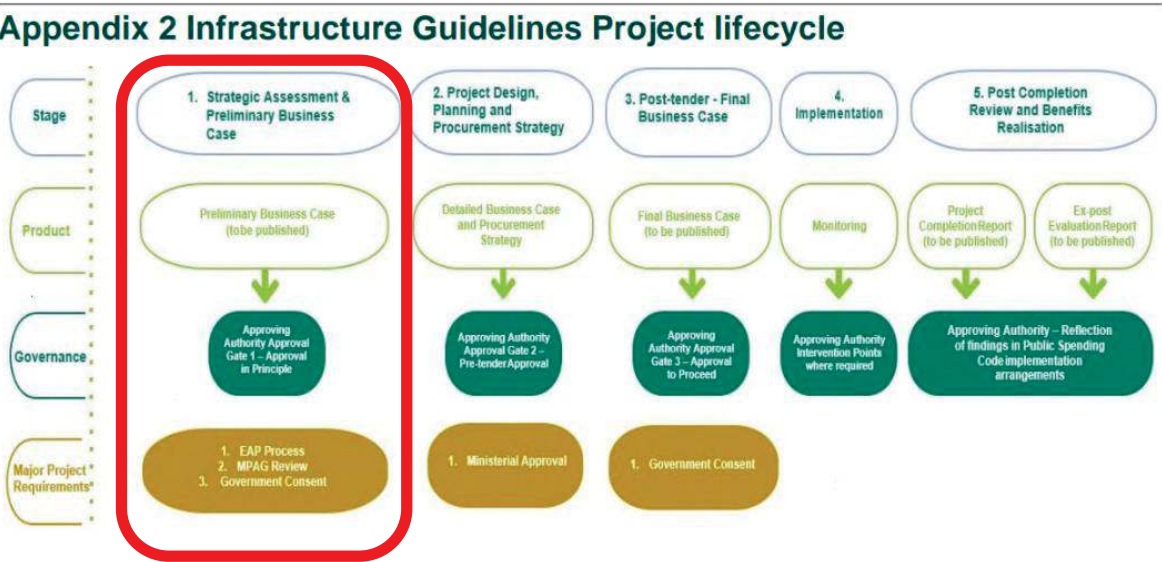 Appendix 2 Infrastructure Guidelines Project lifecycle
Stage
1. Strategic Assessment &
Preliminary Business
Case
2. Project Design,
Planning and
Procurement Strategy
3. Post-tender - Final
Business Case
4.
Implementation
5. Post Completion
Review and Benefits
Realisation
Product
Preliminary Business Case
(to be published)
Detailed Business Case
and Procurement
Strategy
Final Business Case
(to be published)
Monitoring
Project
Completion Report
(to be published)
Ex-post
Evaluation Report
(to be published)
Governance
Approving
Authority Approval
Gate 1 – Approval
in Principle
Approving Authority
Approval Gate 2 –
Pre-tender Approval
Approving
Authority Approval
Gate 3 – Approval
to Proceed
Approving Authority
Intervention Points
where required
Approving Authority – Reflection
of findings in Public Spending
Code implementation
arrangements
Major Project
Requirements*
1. EAP Process
2. MPAG Review
3. Government Consent
1. Ministerial Approval
1. Government Consent